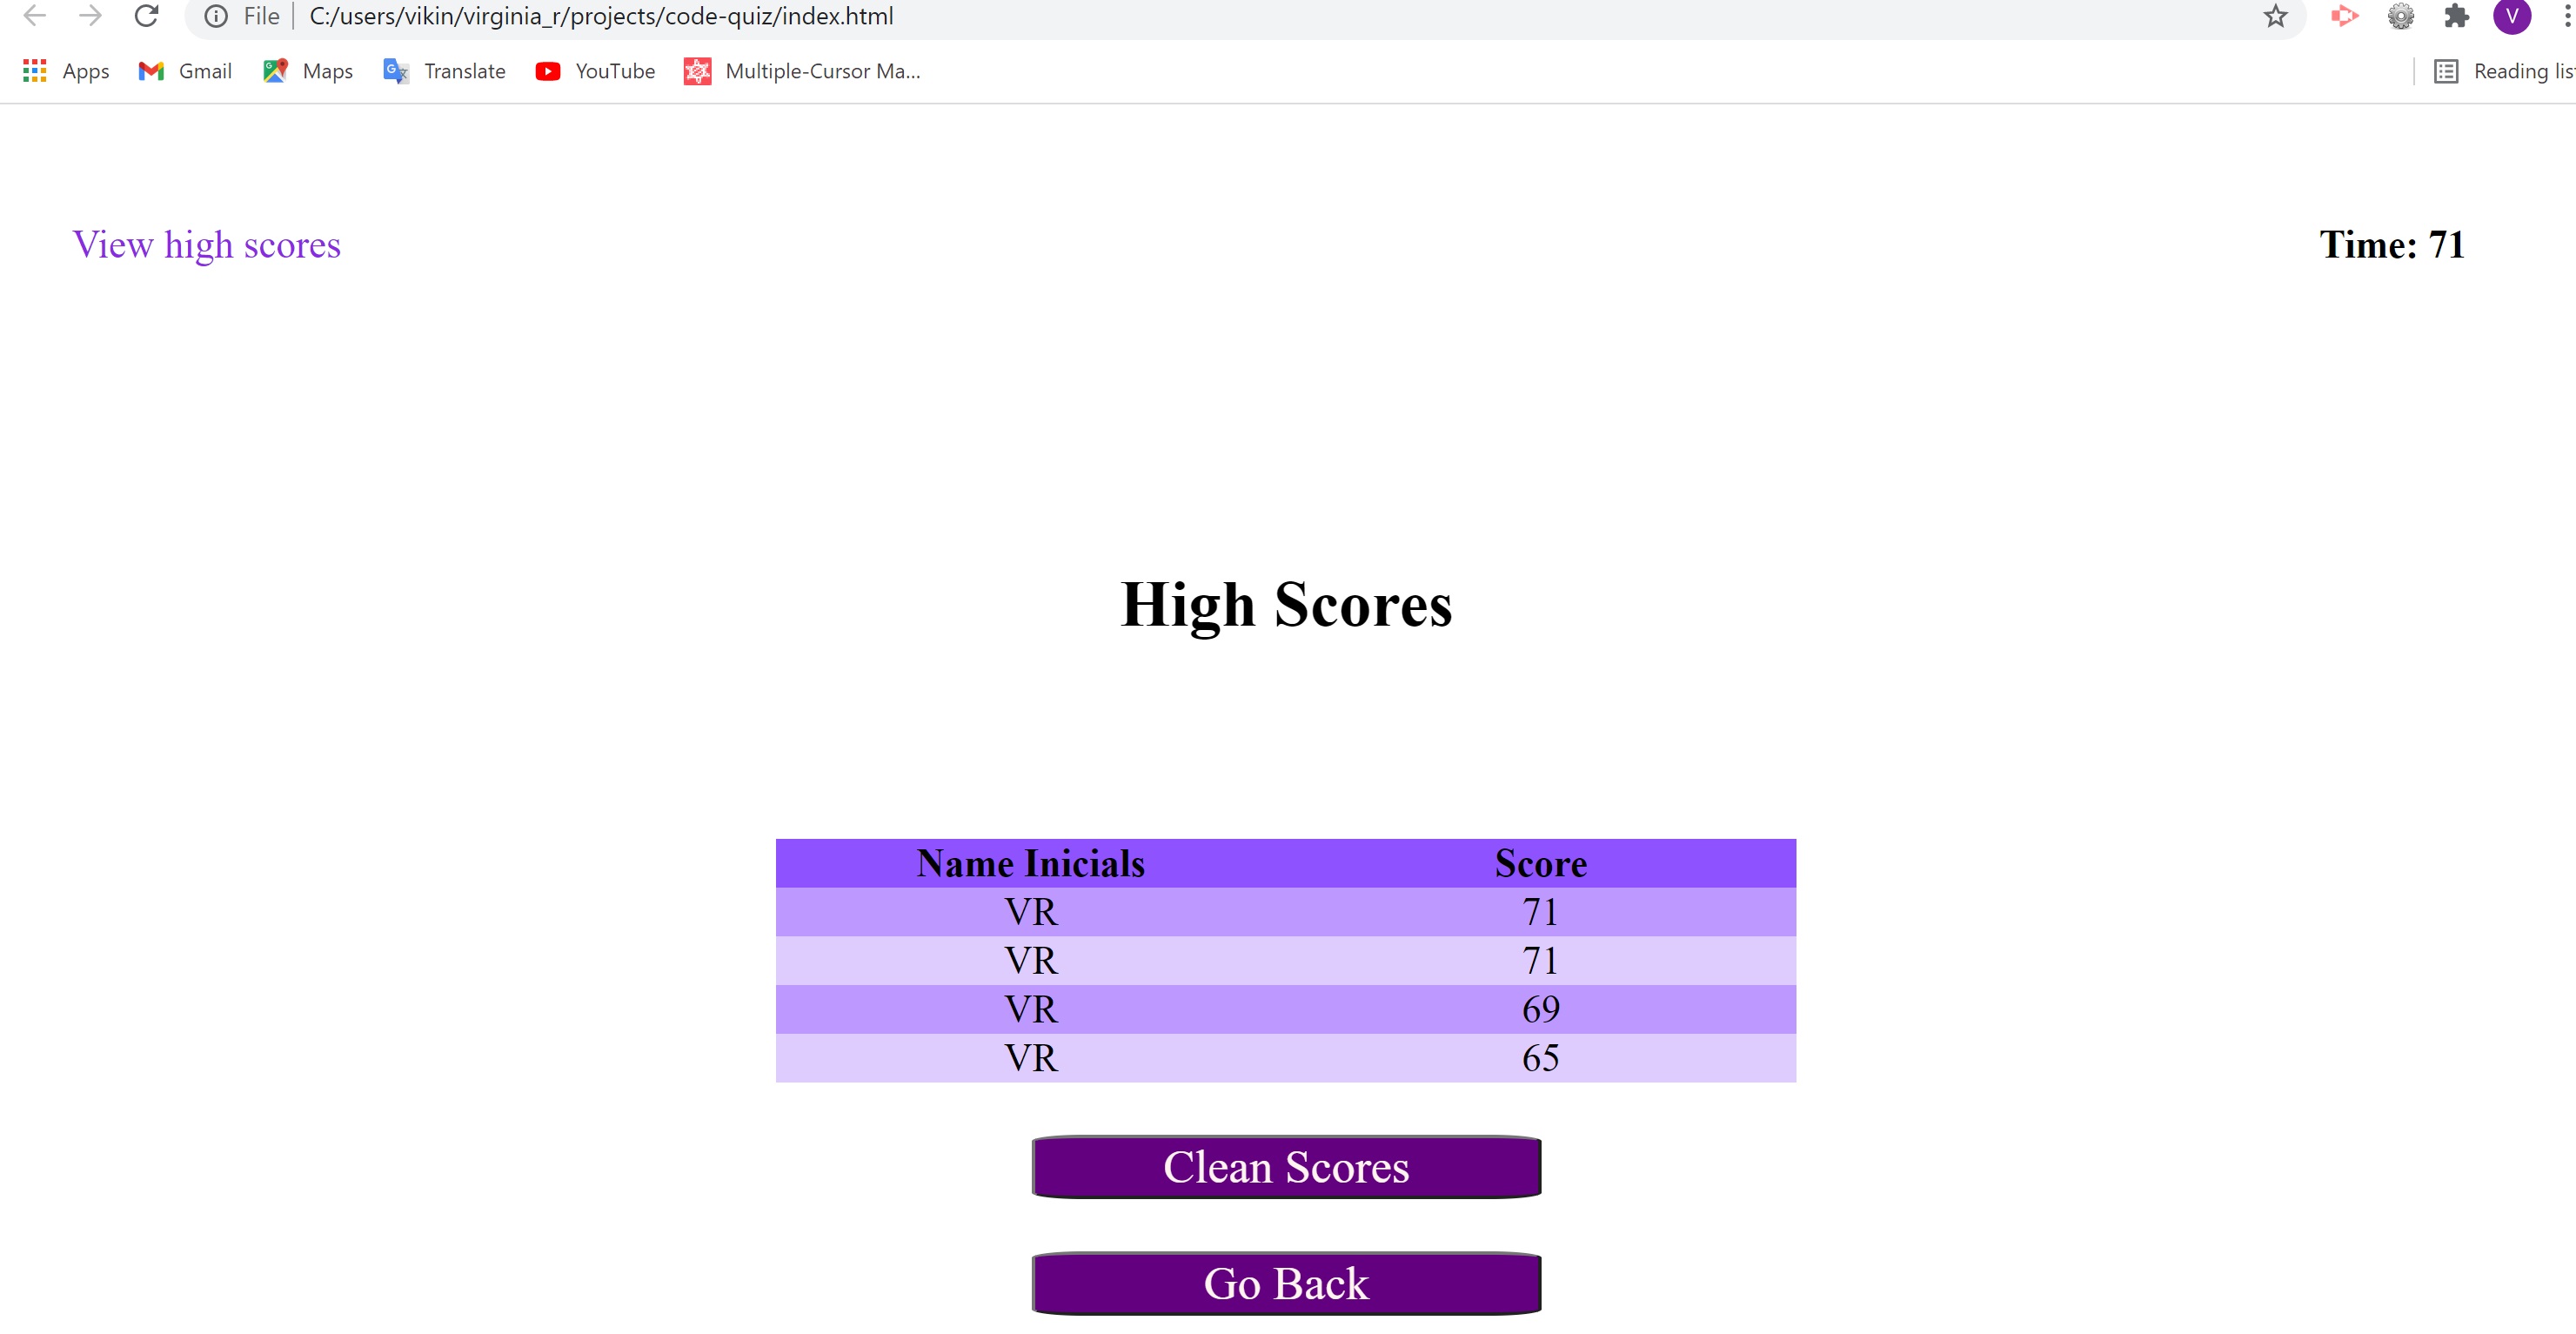 File C:/users/vikin/virginia_r/projects/code-quiz/index.html V
Apps Gmail Maps Translate YouTube Multiple-Cursor Ma... Reading lis
View high scores Time: 71
High Scores
Name Inicials Score
VR 71
VR 71
VR 69
VR 65
Clean Scores
Go Back